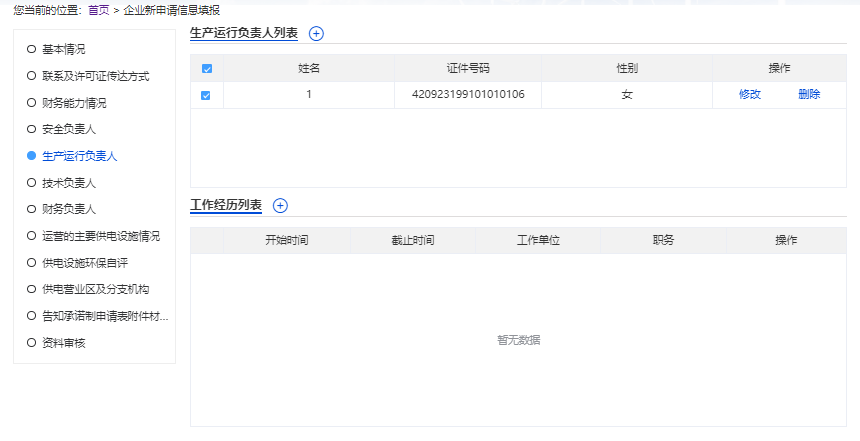 您当前的位置：首页 > 企业新申请信息填报
基本情况
联系及许可证传达方式
财务能力情况
安全负责人
生产运行负责人
技术负责人
财务负责人
运营的主要供电设施情况
供电设施环保自评
供电营业区及分支机构
告知承诺制申请表附件材...
资料审核
生产运行负责人列表
姓名 证件号码 性别 操作
1 420923199101010106 女 修改 删除
工作经历列表
开始时间 截止时间 工作单位 职务 操作
暂无数据